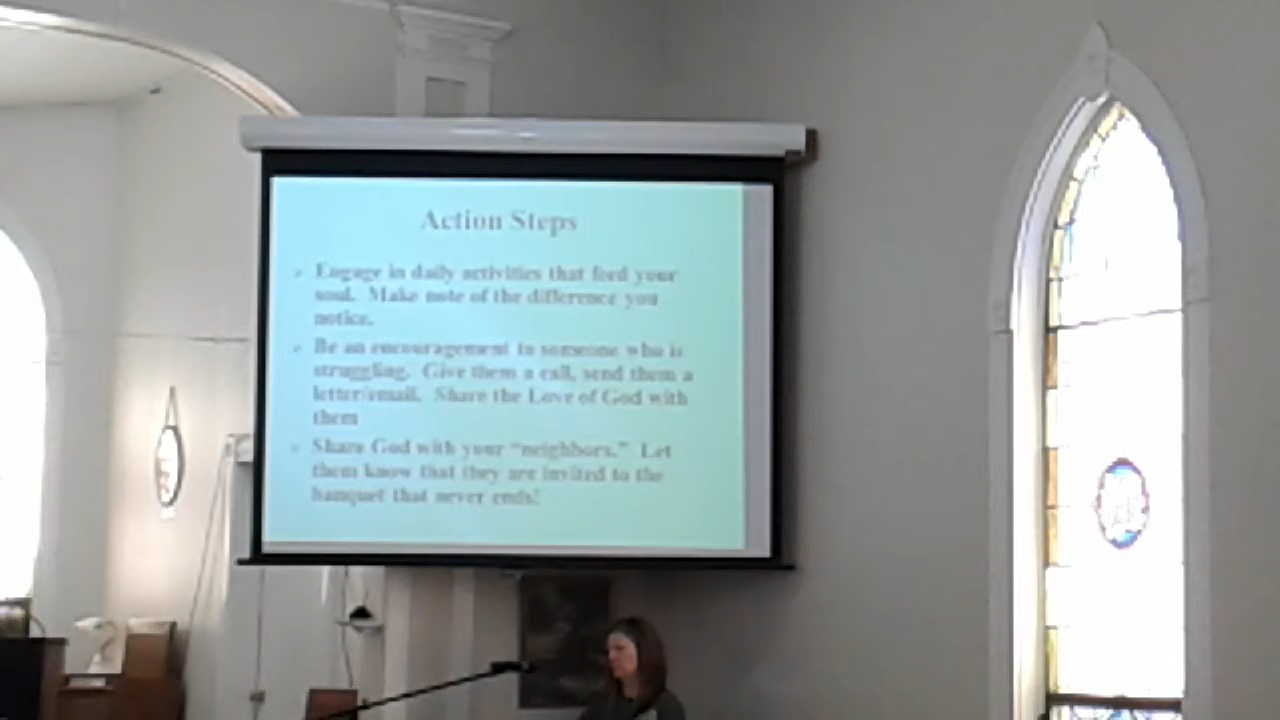 Action Steps
Engage in daily activities that feed your
soul. Make note of the difference you
notice.
Be an encouragement to someone who is
struggling. Give them a call, send them a
letter/email. Share the Love of God with
them
Share God with your “neighbors.” Let
them know that they are invited to the
banquet that never ends!